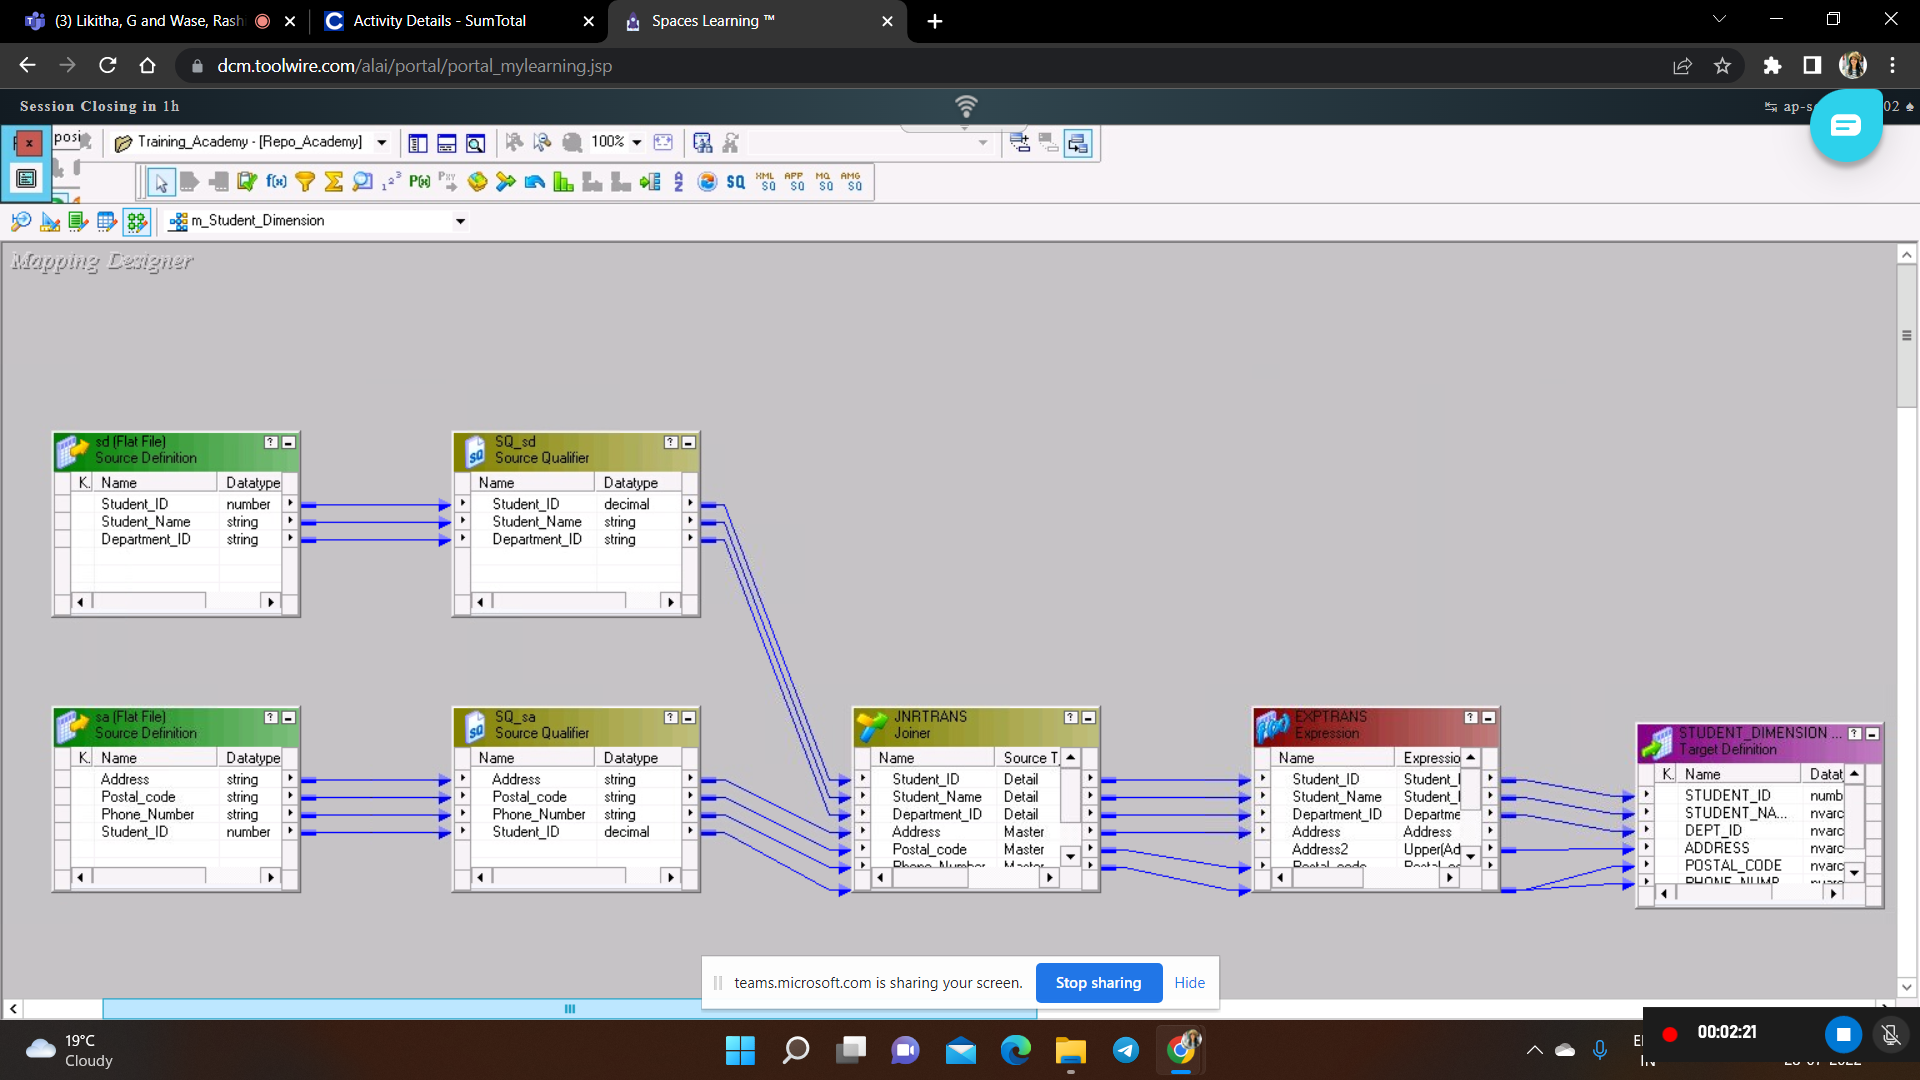 (3) Likitha, G and Wase, Rash
Activity Details - SumTotal
Spaces Learning ™
dcm.toolwire.com/alai/portal/portal_mylearning.jsp
Session Closing in 1h
Training_Academy - [Repo_Academy]
100%
m_Student_Dimension
Mapping Designer
sd (Flat File)
Source Definition
K. Name Datatype
Student_ID number
Student_Name string
Department_ID string
SQ_sd
Source Qualifier
Name Datatype
Student_ID decimal
Student_Name string
Department_ID string
sa (Flat File)
Source Definition
K. Name Datatype
Address string
Postal_code string
Phone_Number string
Student_ID number
SQ_sa
Source Qualifier
Name Datatype
Address string
Postal_code string
Phone_Number string
Student_ID decimal
JNRTRANS
Joiner
Name Source T.
Student_ID Detail
Student_Name Detail
Department_ID Detail
Address Master
Postal_code Master
Phone_Number Master
EXPTRANS
Expression
Name Expressio
Student_ID Student_I
Student_Name Student_I
Department_ID Departme
Address Address
Address2 Upper(Ad
Postal_code
STUDENT_DIMENSION ...
Target Definition
K. Name Datat
STUDENT_ID numb
STUDENT_NA... nvarc
DEPT_ID nvarc
ADDRESS nvarc
POSTAL_CODE nvarc
PHONE_NUMB
teams.microsoft.com is sharing your screen.
Stop sharing
Hide
19°C
Cloudy
00:02:21